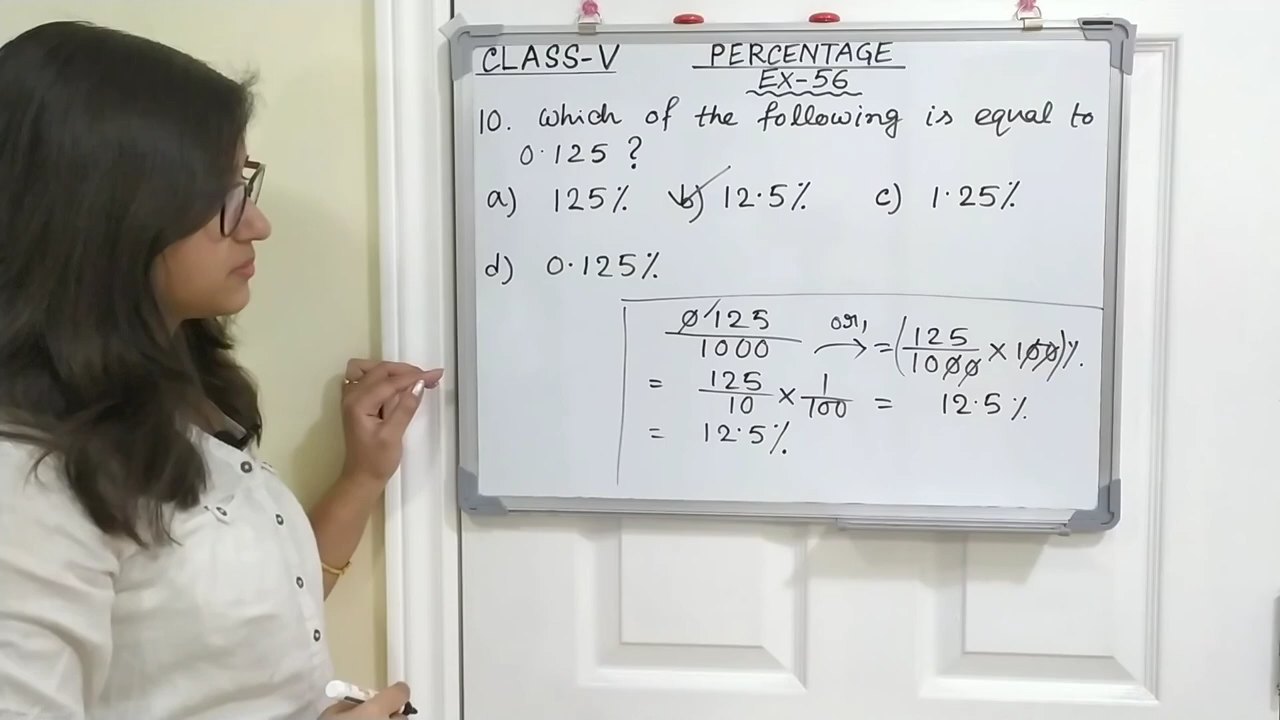 CLASS-V PERCENTAGE
EX-56
10. Which of the following is equal to
0.125 ?
a) 125% b) 12.5% c) 1.25%
d) 0.125%
0125 or,
1000 = (125/1000 × 100)%.
= 125/10 × 1/100 = 12.5%
= 12.5%